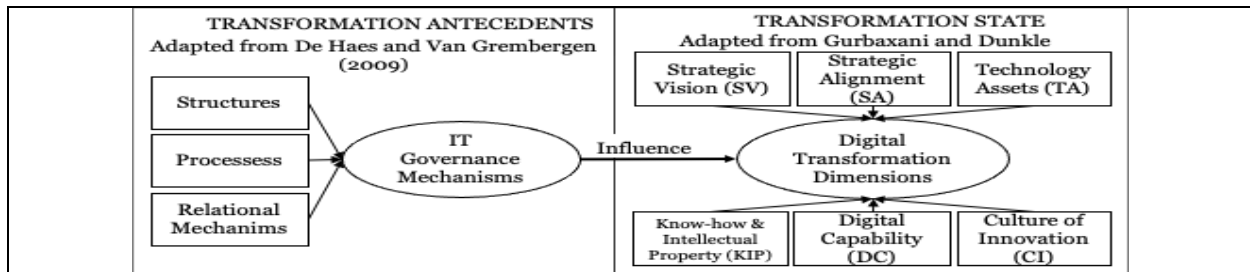 TRANSFORMATION ANTECEDENTS
Adapted from De Haes and Van Grembergen
(2009)
Structures
Processess
Relational
Mechanims
IT
Governance
Mechanisms
Influence
TRANSFORMATION STATE
Adapted from Gurbaxani and Dunkle
Strategic
Vision (SV)
Strategic
Alignment
(SA)
Technology
Assets (TA)
Digital
Transformation
Dimensions
Know-how &
Intellectual
Property (KIP)
Digital
Capability
(DC)
Culture of
Innovation
(CI)